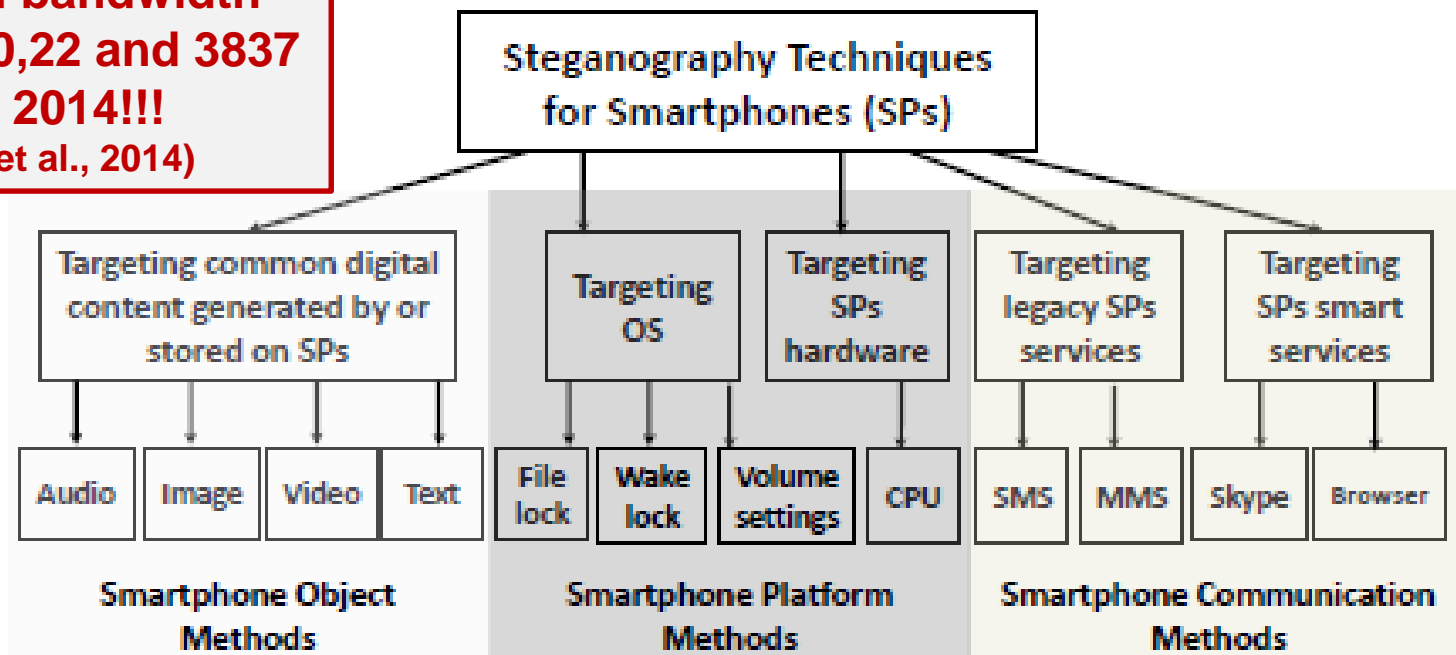 bandwidth
0,22 and 3837
2014!!!
et al., 2014)
Steganography Techniques
for Smartphones (SPs)
Targeting common digital
content generated by or
stored on SPs
Targeting
OS
Targeting
SPs
hardware
Targeting
legacy SPs
services
Targeting
SPs smart
services
Audio
Image
Video
Text
File
lock
Wake
lock
Volume
settings
CPU
SMS
MMS
Skype
Browser
Smartphone Object
Methods
Smartphone Platform
Methods
Smartphone Communication
Methods